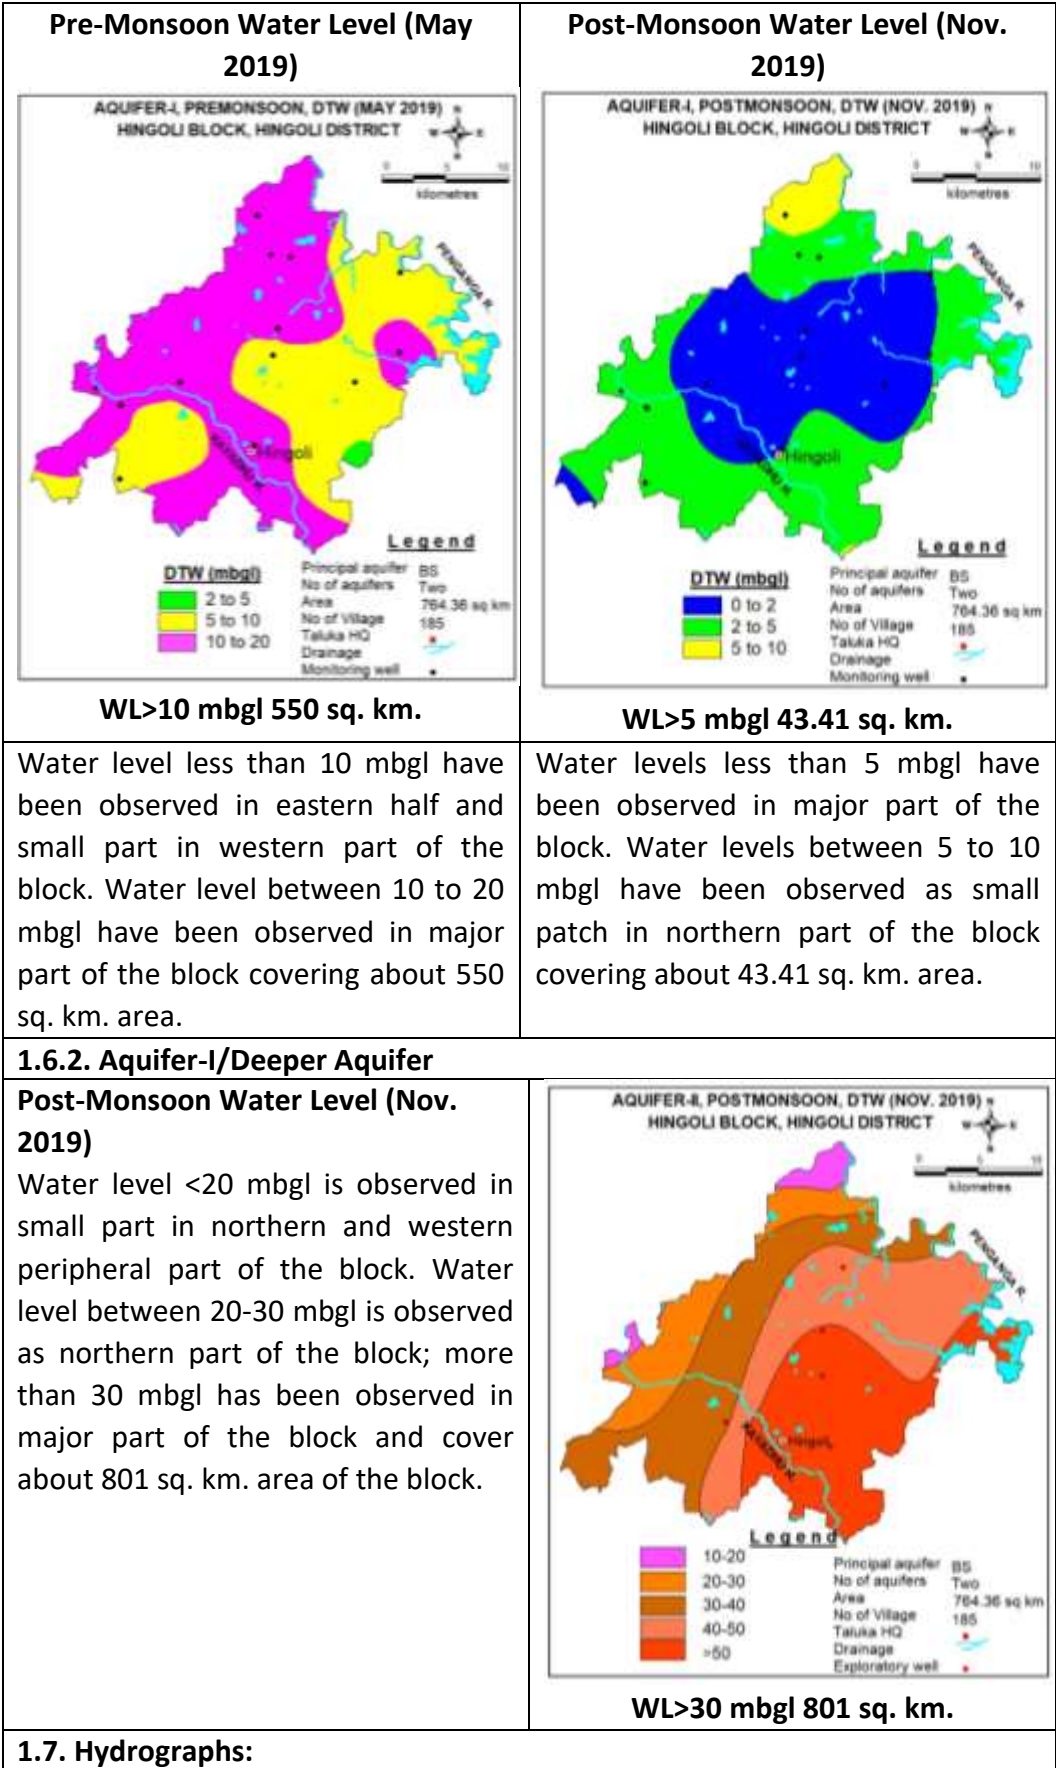 Pre-Monsoon Water Level (May
2019)
AQUIFER-I, PREMONSOON, DTW (MAY 2019)
HINGOLI BLOCK, HINGOLI DISTRICT
N
W
E
0 5 10
kilometres
PENGANGA R.
Hingoli
Legend
DTW (mbgl)
2 to 5
5 to 10
10 to 20
Principal aquifer BS
No of aquifers Two
Area 764.36 sq km
No of Village 185
Taluka HQ
Drainage
Monitoring well
WL>10 mbgl 550 sq. km.
Post-Monsoon Water Level (Nov.
2019)
AQUIFER-I, POSTMONSOON, DTW (NOV. 2019)
HINGOLI BLOCK, HINGOLI DISTRICT
N
W
E
0 5 10
kilometres
PENGANGA R.
Hingoli
Legend
DTW (mbgl)
0 to 2
2 to 5
5 to 10
Principal aquifer BS
No of aquifers Two
Area 764.36 sq km
No of Village 185
Taluka HQ
Drainage
Monitoring well
WL>5 mbgl 43.41 sq. km.
Water level less than 10 mbgl have
been observed in eastern half and
small part in western part of the
block. Water level between 10 to 20
mbgl have been observed in major
part of the block covering about 550
sq. km. area.
Water levels less than 5 mbgl have
been observed in major part of the
block. Water levels between 5 to 10
mbgl have been observed as small
patch in northern part of the block
covering about 43.41 sq. km. area.
1.6.2. Aquifer-I/Deeper Aquifer
Post-Monsoon Water Level (Nov.
2019)
Water level <20 mbgl is observed in
small part in northern and western
peripheral part of the block. Water
level between 20-30 mbgl is observed
as northern part of the block; more
than 30 mbgl has been observed in
major part of the block and cover
about 801 sq. km. area of the block.
AQUIFER-II, POSTMONSOON, DTW (NOV. 2019)
HINGOLI BLOCK, HINGOLI DISTRICT
N
W
E
0 5 10
kilometres
PENGANGA R.
Hingoli
Legend
10-20
20-30
30-40
40-50
>50
Principal aquifer BS
No of aquifers Two
Area 764.36 sq km
No of Village 185
Taluka HQ
Drainage
Exploratory well
WL>30 mbgl 801 sq. km.
1.7. Hydrographs: